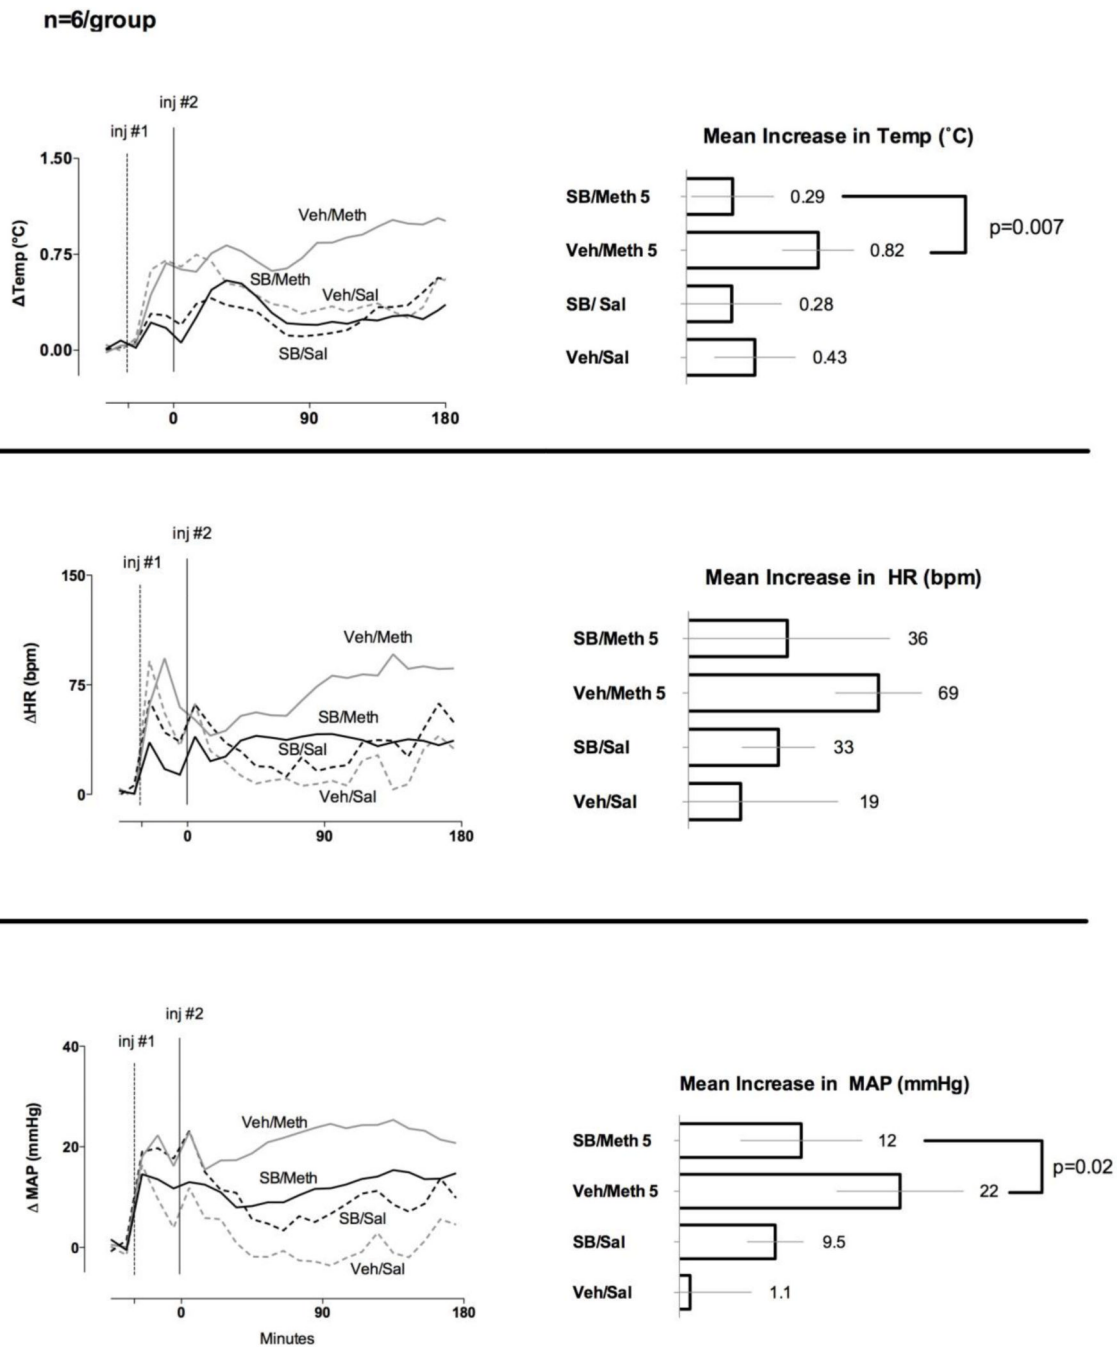 n=6/group
inj #2
inj #1
Mean Increase in Temp (˚C)
1.50
0.75
0.00
ΔTemp (°C)
Veh/Meth
SB/Meth
Veh/Sal
SB/Sal
0
90
180
SB/Meth 5
0.29
Veh/Meth 5
0.82
p=0.007
SB/ Sal
0.28
Veh/Sal
0.43
inj #2
inj #1
Mean Increase in HR (bpm)
150
75
0
ΔHR (bpm)
Veh/Meth
SB/Meth
SB/Sal
Veh/Sal
0
90
180
SB/Meth 5
36
Veh/Meth 5
69
SB/Sal
33
Veh/Sal
19
inj #2
inj #1
Mean Increase in MAP (mmHg)
40
20
0
Δ MAP (mmHg)
Veh/Meth
SB/Meth
SB/Sal
Veh/Sal
0
90
180
Minutes
SB/Meth 5
12
Veh/Meth 5
22
p=0.02
SB/Sal
9.5
Veh/Sal
1.1